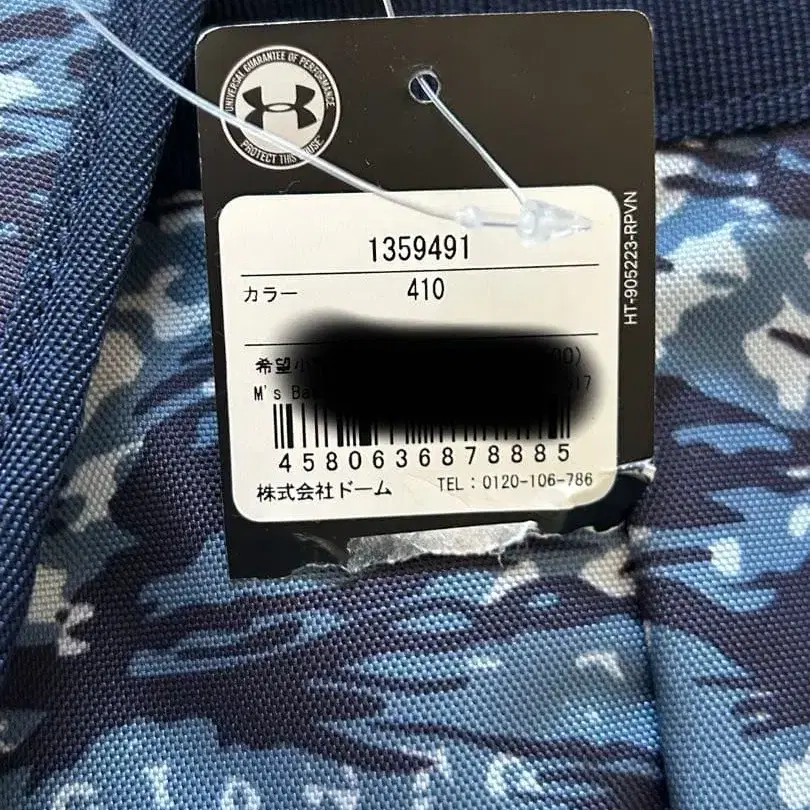 UNIVERSAL GUARANTEE OF PERFORMANCE
PROTECT THIS HOUSE
1359491
カラー 410
希望小
M's Ba
4580636878885
株式会社ドーム TEL:0120-106-786
HT-905223-RPVN